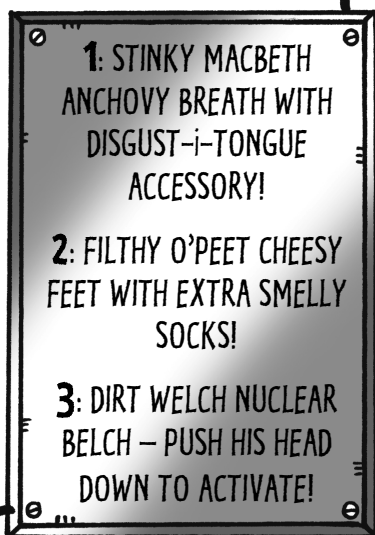 1: STINKY MACBETH
ANCHOVY BREATH WITH
DISGUST-i-TONGUE
ACCESSORY!
2: FILTHY O'PEET CHEESY
FEET WITH EXTRA SMELLY
SOCKS!
3: DIRT WELCH NUCLEAR
BELCH – PUSH HIS HEAD
DOWN TO ACTIVATE!